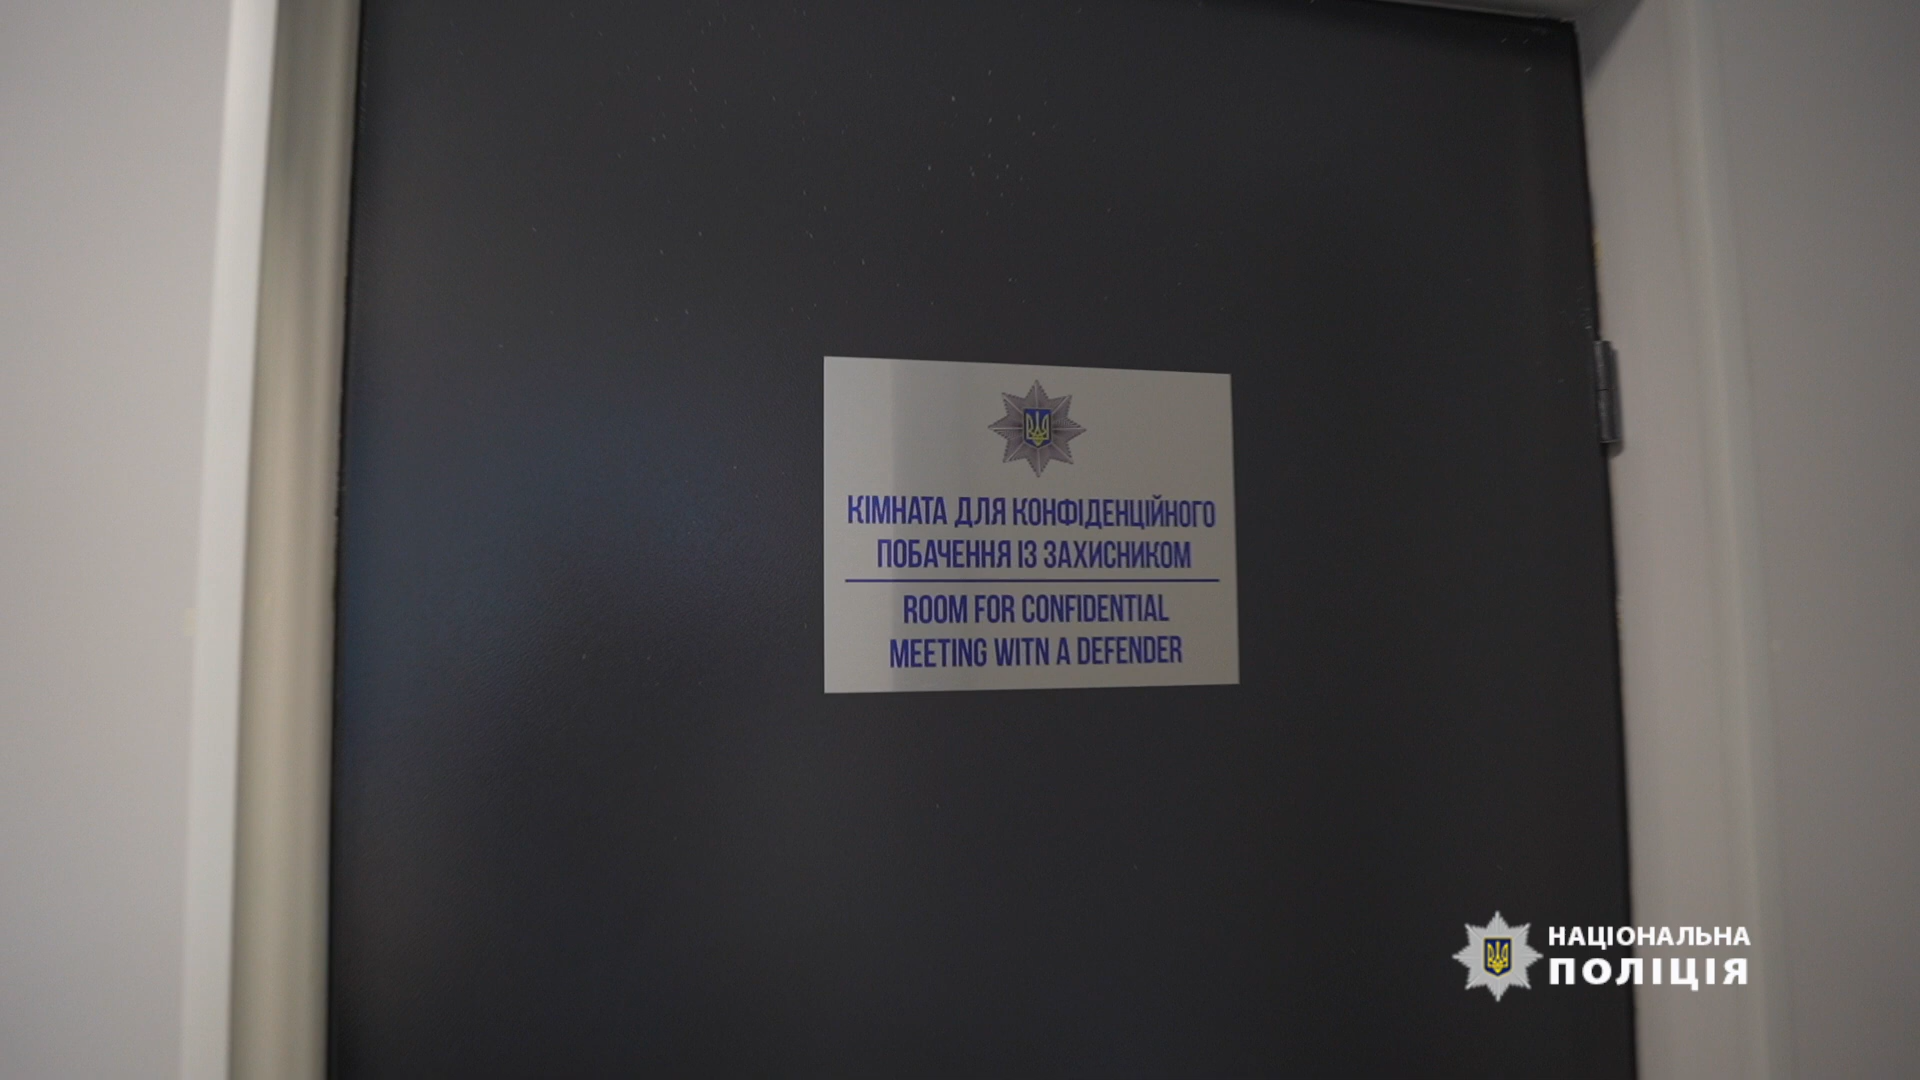 КІМНАТА ДЛЯ КОНФІДЕНЦІЙНОГО
ПОБАЧЕННЯ ІЗ ЗАХИСНИКОМ
ROOM FOR CONFIDENTIAL
MEETING WITN A DEFENDER
НАЦІОНАЛЬНА
ПОЛІЦІЯ